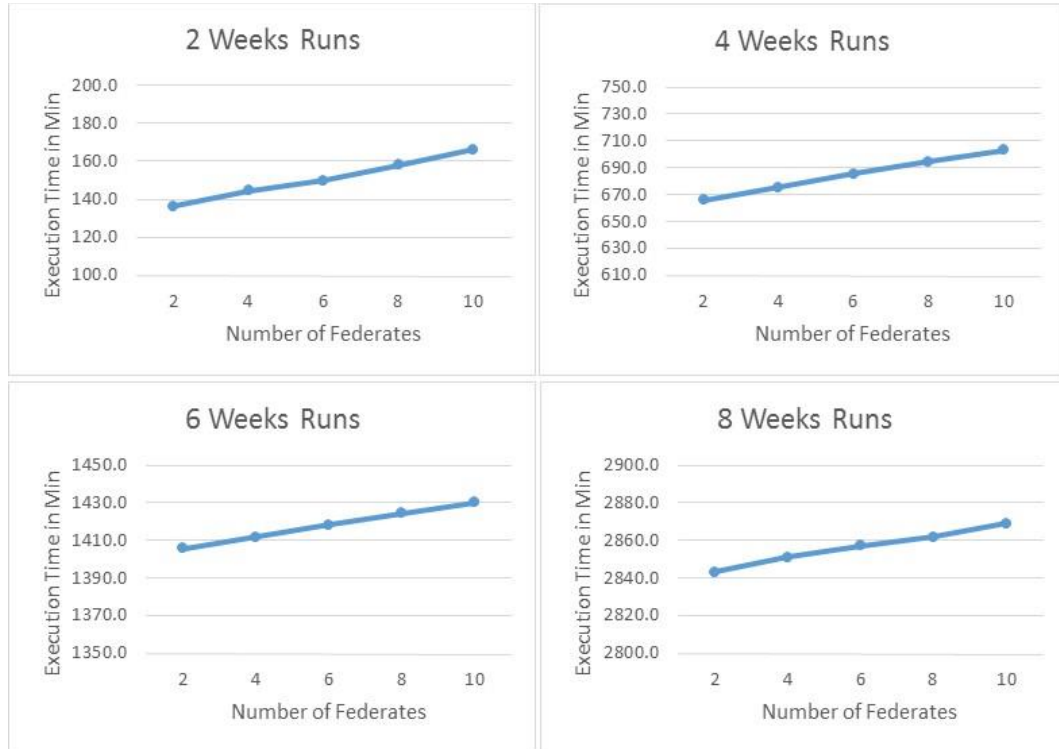 2 Weeks Runs
Execution Time in Min
200.0
180.0
160.0
140.0
120.0
100.0
2 4 6 8 10
Number of Federates
4 Weeks Runs
Execution Time in Min
750.0
730.0
710.0
690.0
670.0
650.0
630.0
610.0
2 4 6 8 10
Number of Federates
6 Weeks Runs
Execution Time in Min
1450.0
1430.0
1410.0
1390.0
1370.0
1350.0
2 4 6 8 10
Number of Federates
8 Weeks Runs
Execution Time in Min
2900.0
2880.0
2860.0
2840.0
2820.0
2800.0
2 4 6 8 10
Number of Federates